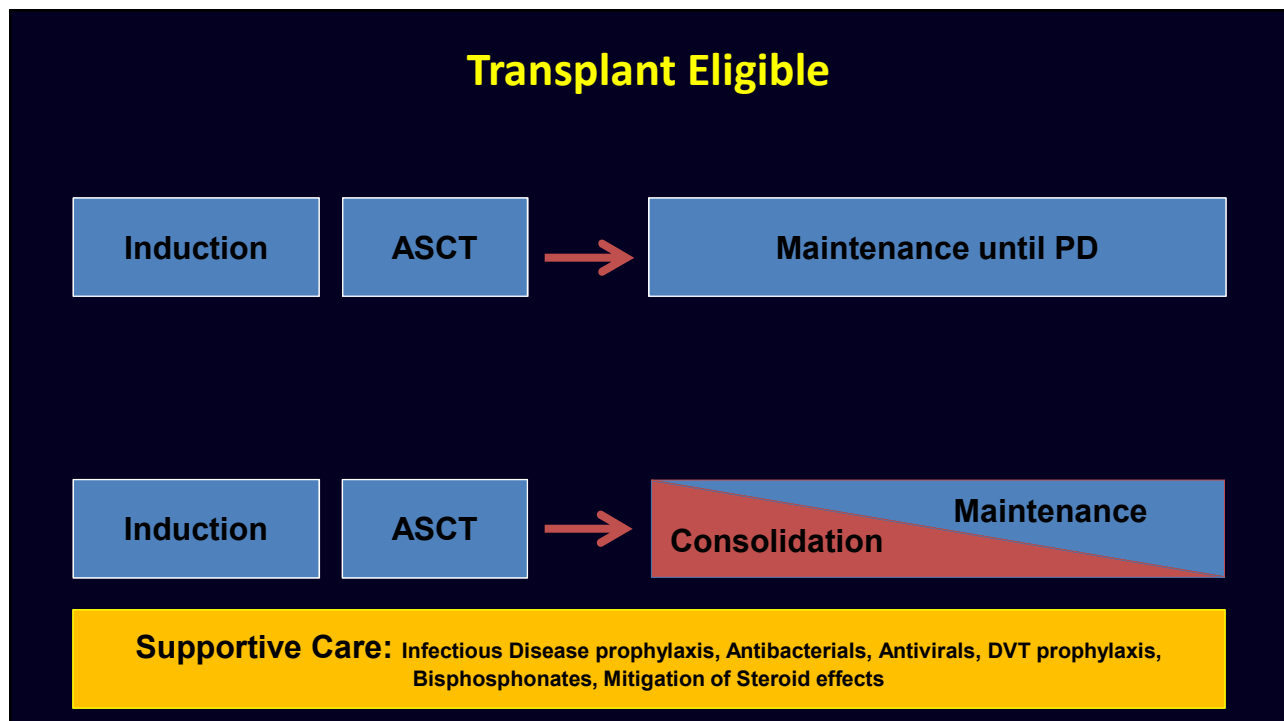 Transplant Eligible
Induction
ASCT
Maintenance until PD
Induction
ASCT
Maintenance
Consolidation
Supportive Care: Infectious Disease prophylaxis, Antibacterials, Antivirals, DVT prophylaxis,
Bisphosphonates, Mitigation of Steroid effects